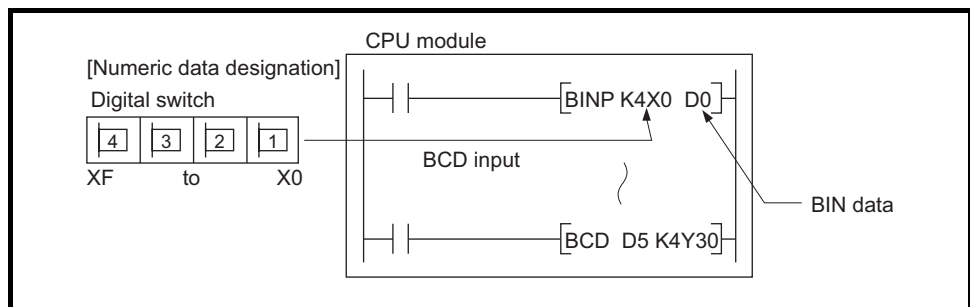 CPU module
[Numeric data designation]
Digital switch
BINP K4X0 D0
4 3 2 1
BCD input
XF to X0
BIN data
BCD D5 K4Y30